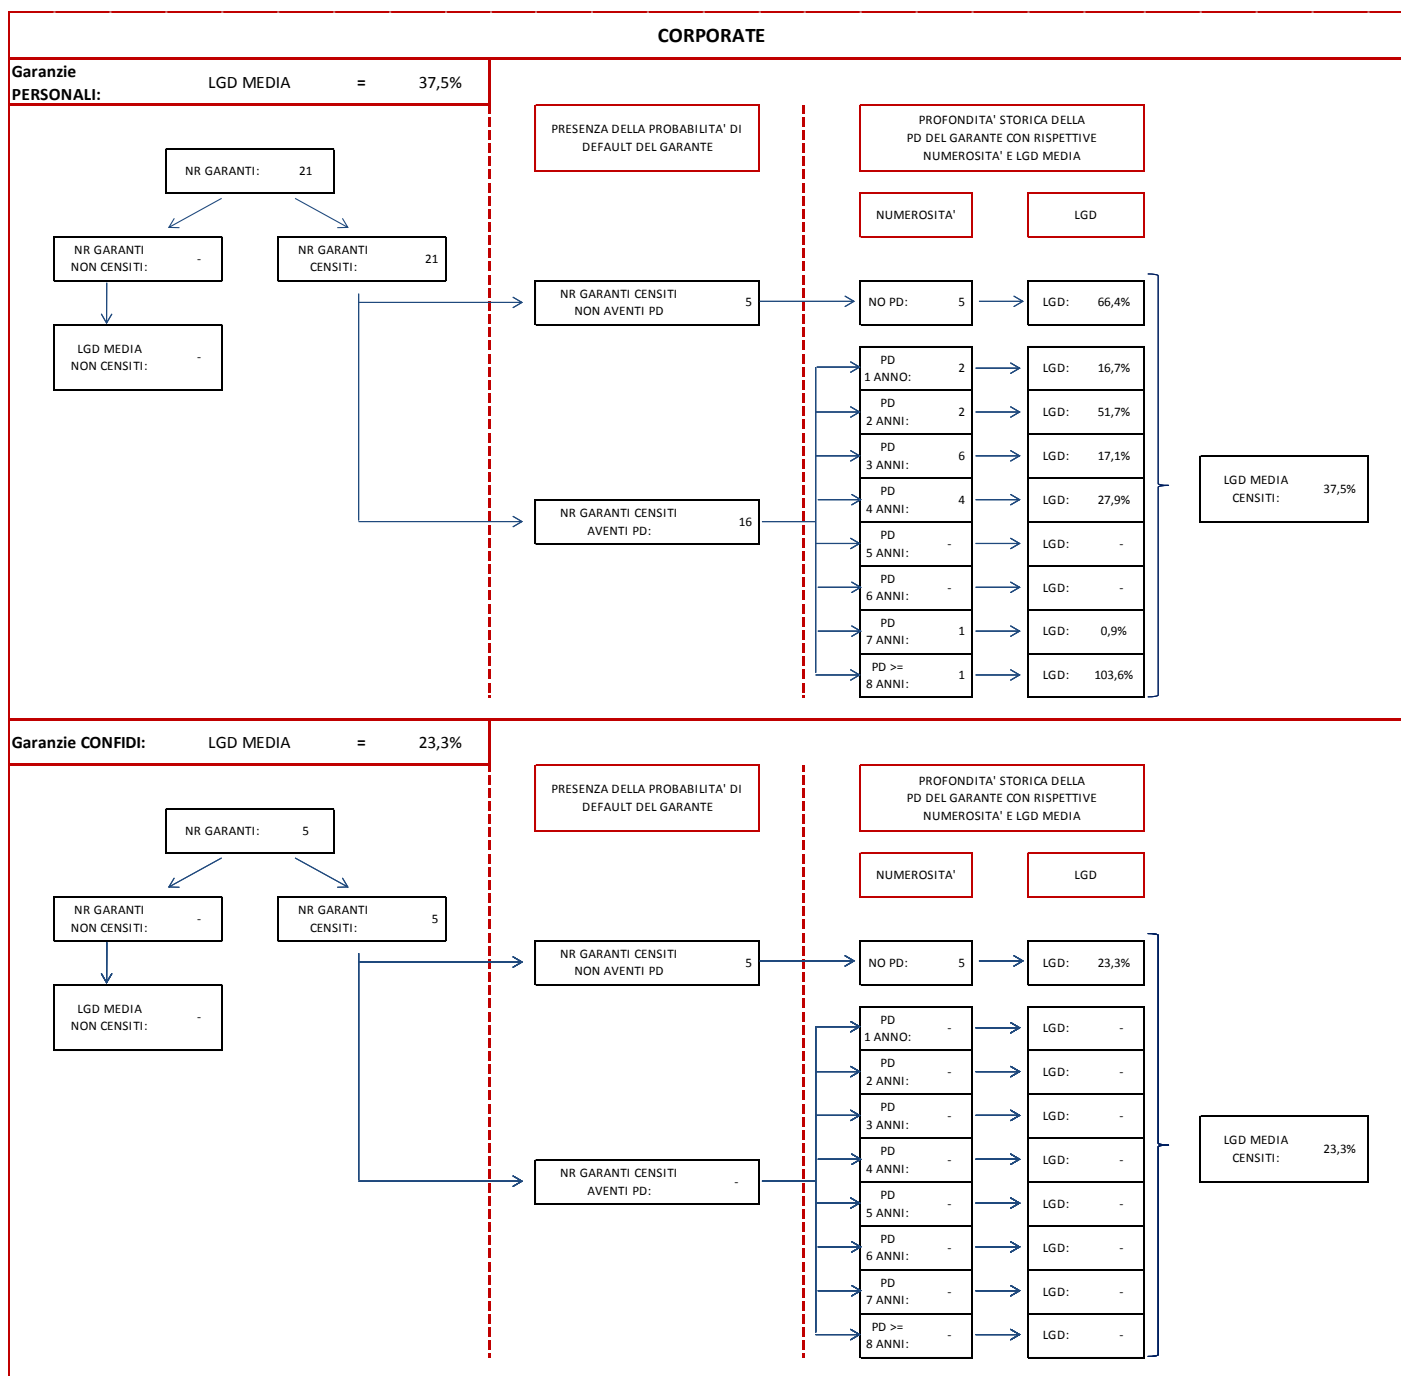 CORPORATE
Garanzie
PERSONALI:
LGD MEDIA = 37,5%
PRESENZA DELLA PROBABILITA' DI
DEFAULT DEL GARANTE
PROFONDITA' STORICA DELLA
PD DEL GARANTE CON RISPETTIVE
NUMEROSITA' E LGD MEDIA
NR GARANTI: 21
NUMEROSITA'
LGD
NR GARANTI
NON CENSITI: -
NR GARANTI
CENSITI: 21
NR GARANTI CENSITI
NON AVENTI PD 5
NO PD: 5
LGD: 66,4%
LGD MEDIA
NON CENSITI: -
PD
1 ANNO: 2
LGD: 16,7%
PD
2 ANNI: 2
LGD: 51,7%
PD
3 ANNI: 6
LGD: 17,1%
PD
4 ANNI: 4
LGD: 27,9%
LGD MEDIA
CENSITI: 37,5%
NR GARANTI CENSITI
AVENTI PD: 16
PD
5 ANNI: -
LGD: -
PD
6 ANNI: -
LGD: -
PD
7 ANNI: 1
LGD: 0,9%
PD >=
8 ANNI: 1
LGD: 103,6%
Garanzie CONFIDI: LGD MEDIA = 23,3%
PRESENZA DELLA PROBABILITA' DI
DEFAULT DEL GARANTE
PROFONDITA' STORICA DELLA
PD DEL GARANTE CON RISPETTIVE
NUMEROSITA' E LGD MEDIA
NR GARANTI: 5
NUMEROSITA'
LGD
NR GARANTI
NON CENSITI: -
NR GARANTI
CENSITI: 5
NR GARANTI CENSITI
NON AVENTI PD 5
NO PD: 5
LGD: 23,3%
LGD MEDIA
NON CENSITI: -
PD
1 ANNO: -
LGD: -
PD
2 ANNI: -
LGD: -
PD
3 ANNI: -
LGD: -
PD
4 ANNI: -
LGD: -
LGD MEDIA
CENSITI: 23,3%
NR GARANTI CENSITI
AVENTI PD: -
PD
5 ANNI: -
LGD: -
PD
6 ANNI: -
LGD: -
PD
7 ANNI: -
LGD: -
PD >=
8 ANNI: -
LGD: -